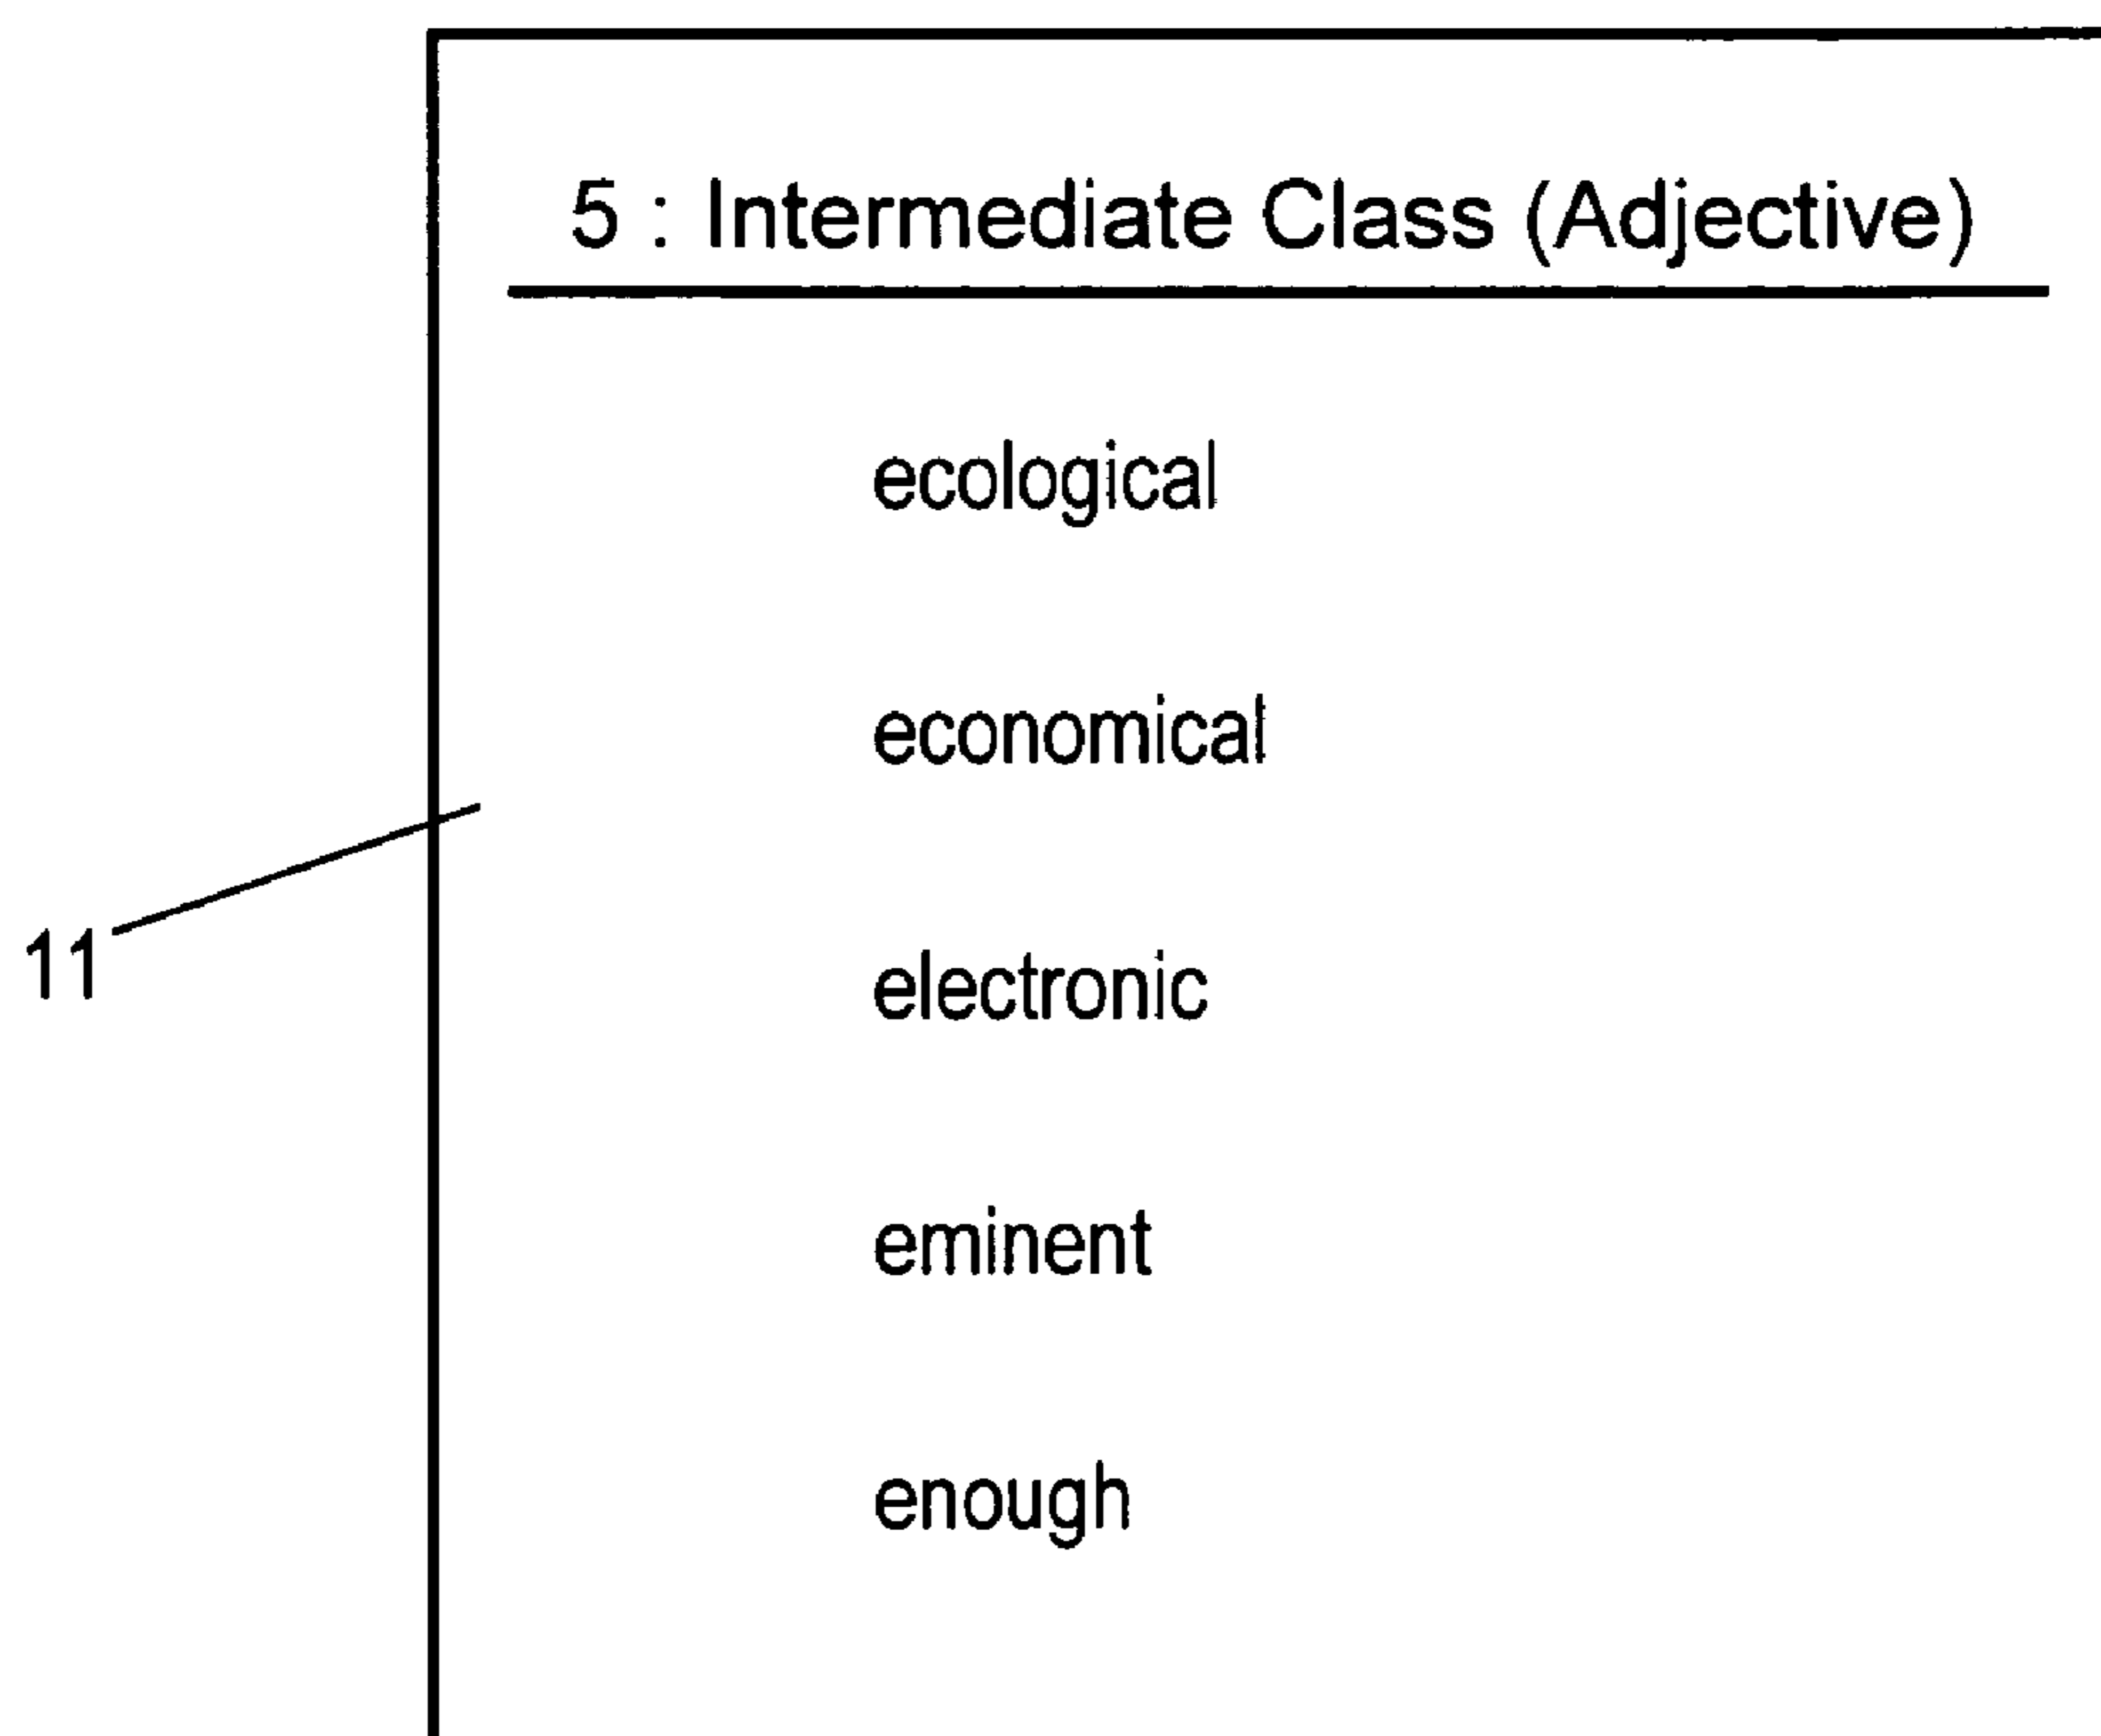 5 : Intermediate Class (Adjective)
ecological
economical
11
electronic
eminent
enough